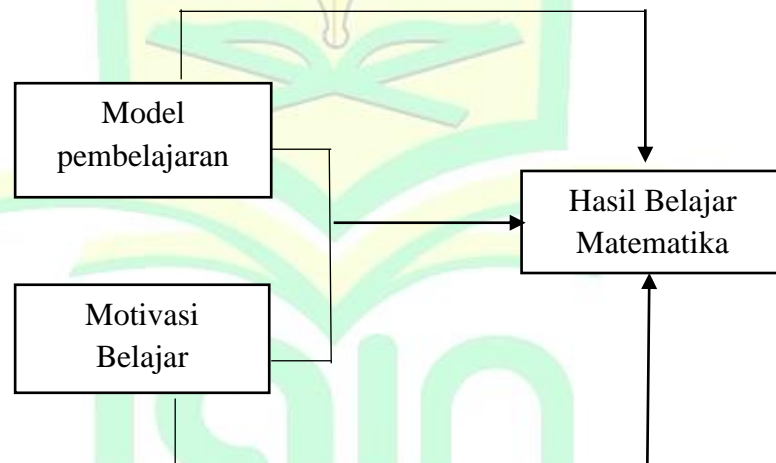 Model
pembelajaran
Hasil Belajar
Matematika
Motivasi
Belajar